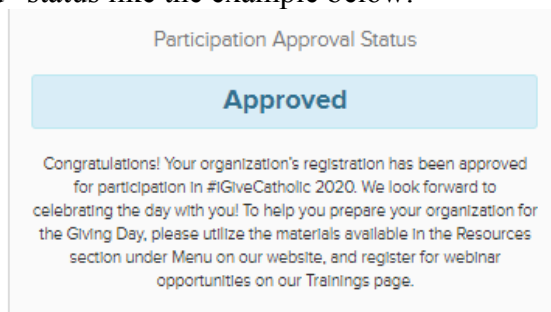 status like the example below:
Participation Approval Status
Approved
Congratulations! Your organization's registration has been approved
for participation in #iGiveCatholic 2020. We look forward to
celebrating the day with you! To help you prepare your organization for
the Giving Day, please utilize the materials available in the Resources
section under Menu on our website, and register for webinar
opportunities on our Trainings page.